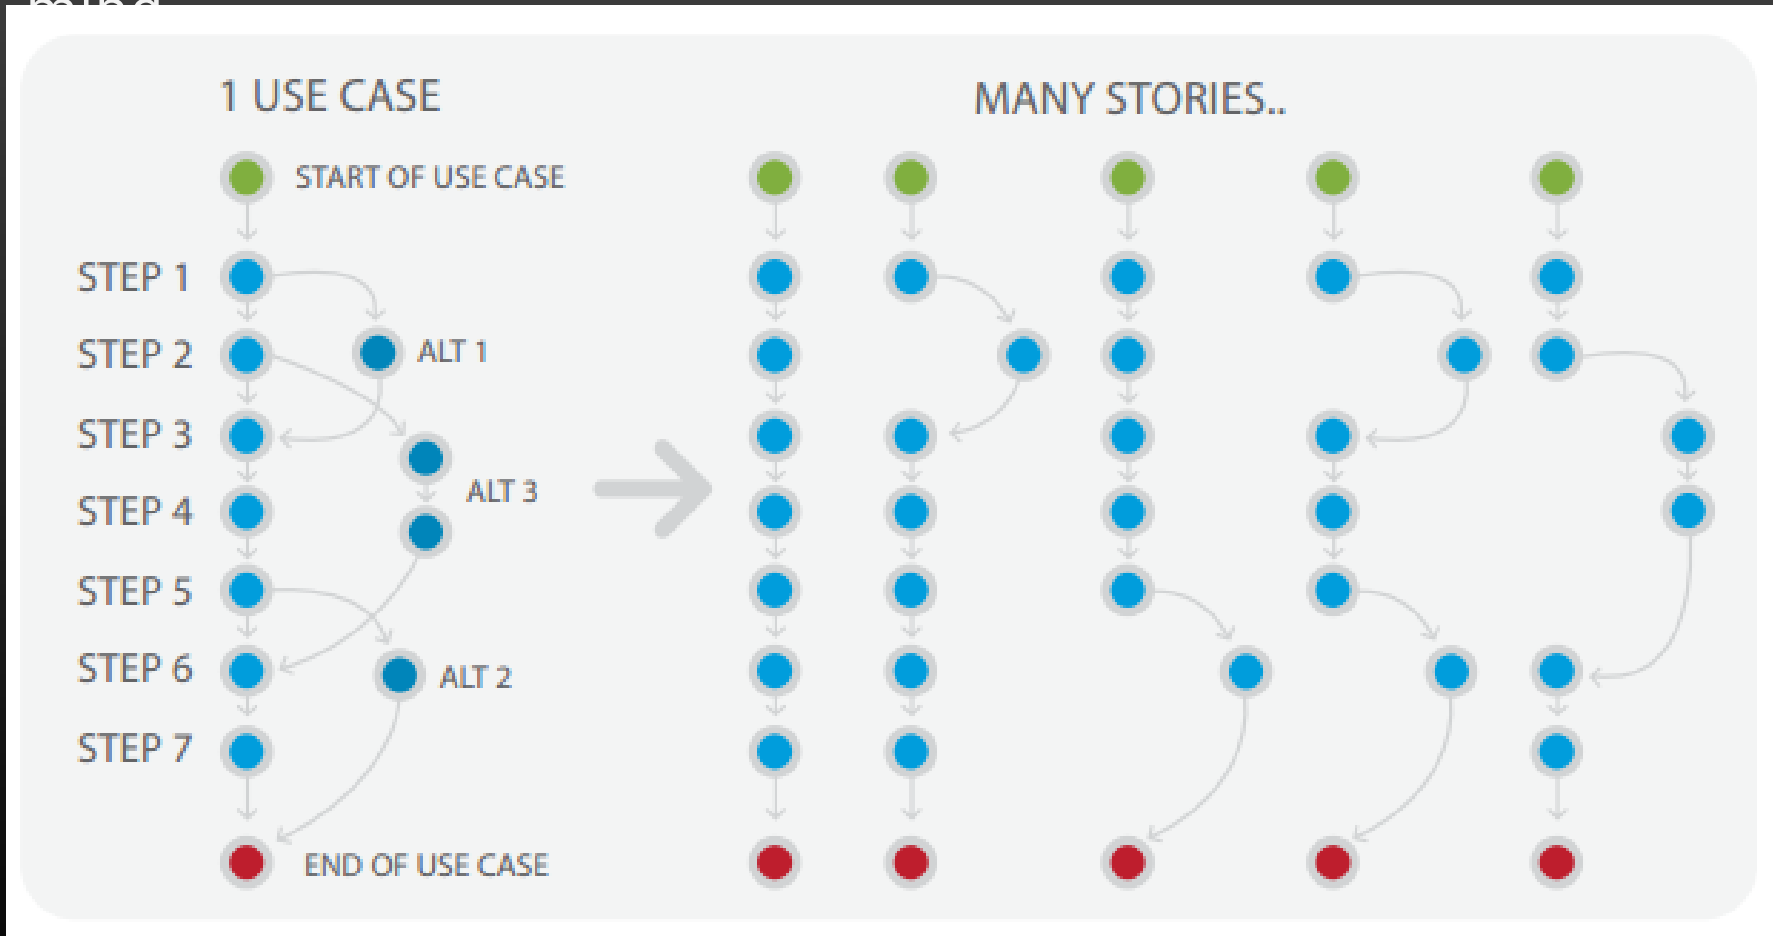 1 USE CASE
MANY STORIES..
START OF USE CASE
STEP 1
STEP 2
ALT 1
STEP 3
ALT 3
STEP 4
STEP 5
STEP 6
ALT 2
STEP 7
END OF USE CASE